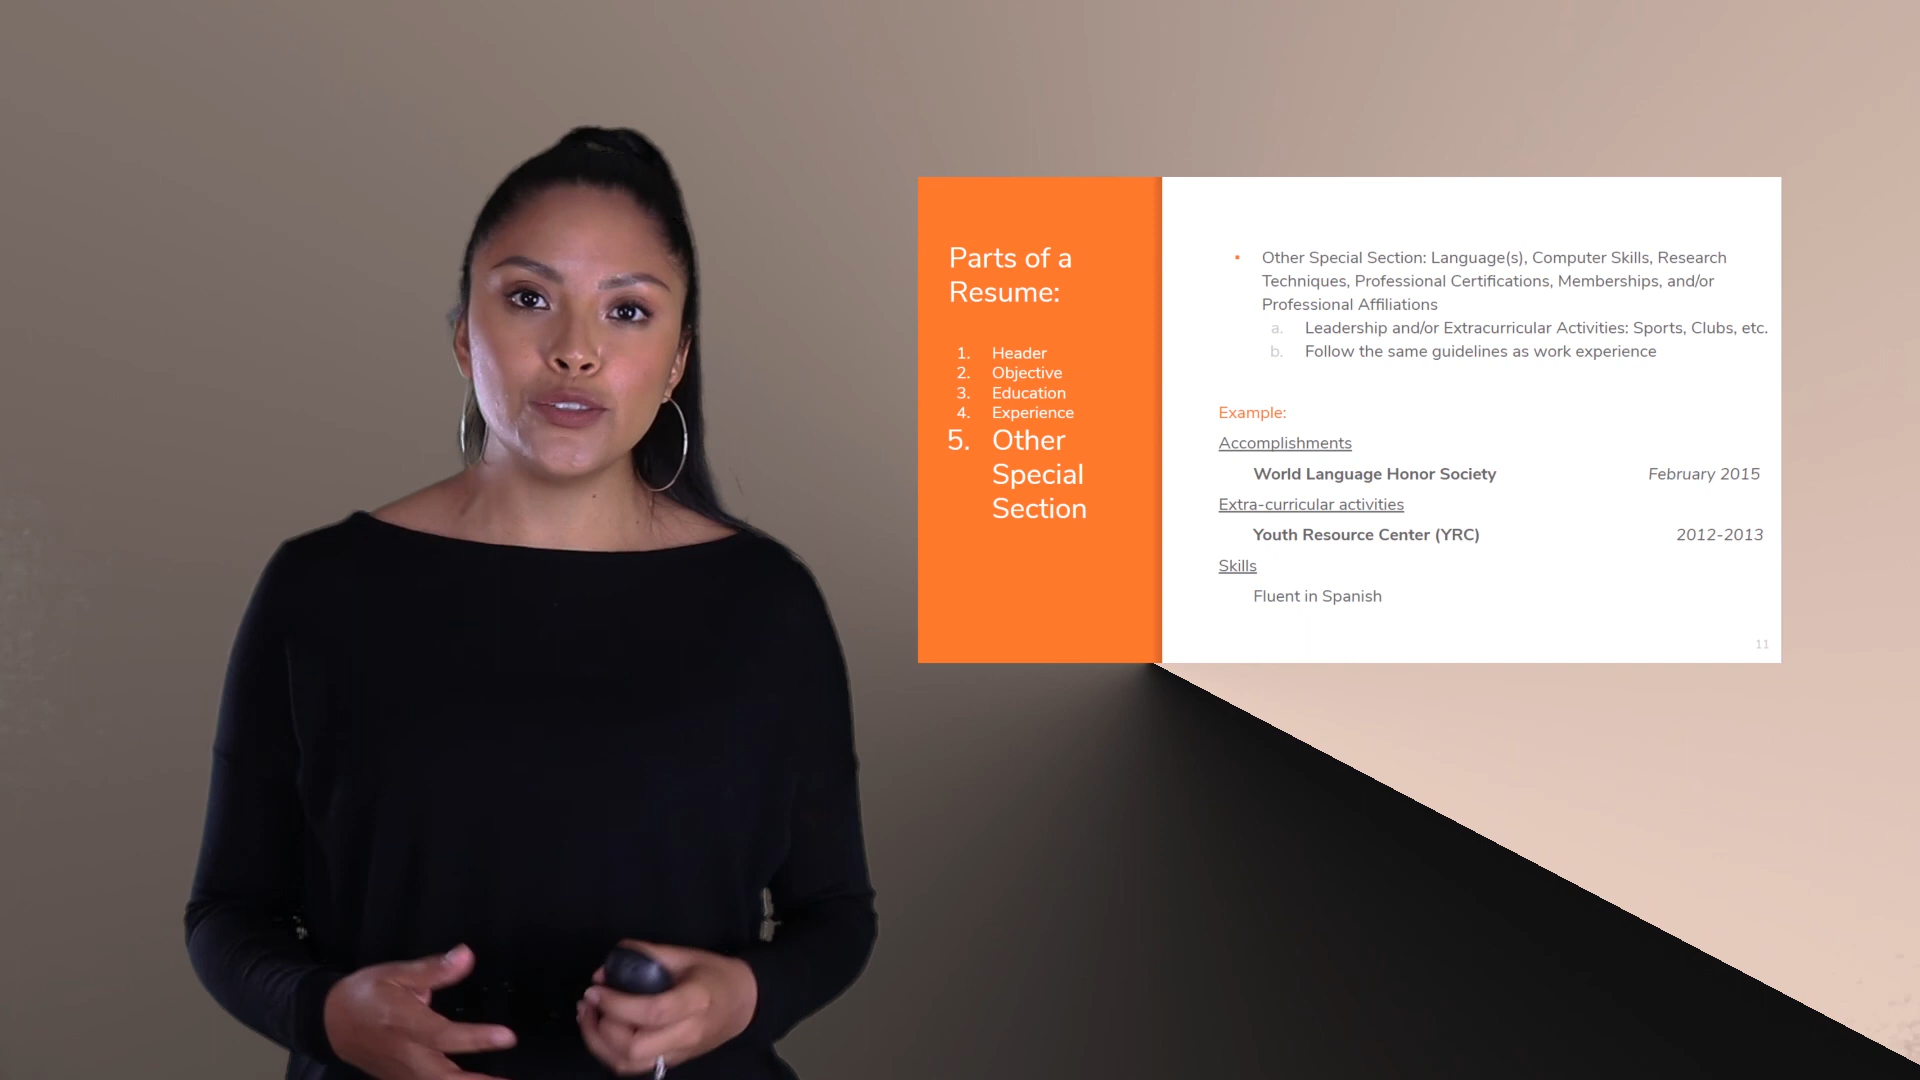 Parts of a
Resume:
1. Header
2. Objective
3. Education
4. Experience
5. Other
Special
Section
▪ Other Special Section: Language(s), Computer Skills, Research
Techniques, Professional Certifications, Memberships, and/or
Professional Affiliations
a. Leadership and/or Extracurricular Activities: Sports, Clubs, etc.
b. Follow the same guidelines as work experience
Example:
Accomplishments
World Language Honor Society February 2015
Extra-curricular activities
Youth Resource Center (YRC) 2012-2013
Skills
Fluent in Spanish
11